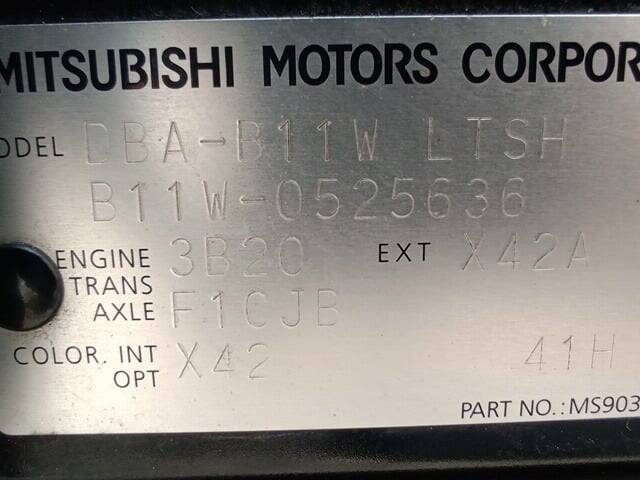 MITSUBISHI MOTORS CORPOR
ODEL DBA-B11W LTSH
B11W-0525636
ENGINE 3B20 EXT X42A
TRANS
AXLE F1CJB
COLOR. INT X42 41H
OPT
PART NO.:MS903